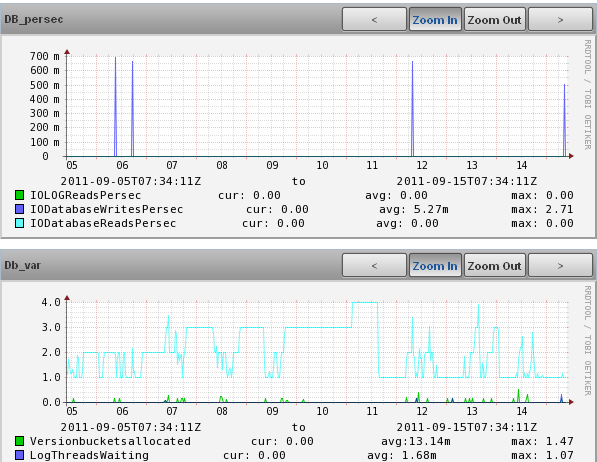 DB_persec
< Zoom In Zoom Out >
700 m
600 m
500 m
400 m
300 m
200 m
100 m
0
05 06 07 08 09 10 11 12 13 14
2011-09-05T07:34:11Z to 2011-09-15T07:34:11Z
IOLOGReadsPersec cur: 0.00 avg: 0.00 max: 0.00
IODatabaseWritesPersec cur: 0.00 avg: 5.27m max: 2.71
IODatabaseReadsPersec cur: 0.00 avg: 0.00 max: 0.00
RRDTOOL / TOBI OETIKER
Db_var
< Zoom In Zoom Out >
4.0
3.0
2.0
1.0
0.0
05 06 07 08 09 10 11 12 13 14
2011-09-05T07:34:11Z to 2011-09-15T07:34:11Z
Versionbucketsallocated cur: 0.00 avg:13.14m max: 1.47
LogThreadsWaiting cur: 0.00 avg: 1.68m max: 1.07
RRDTOOL / TOBI OETIKER